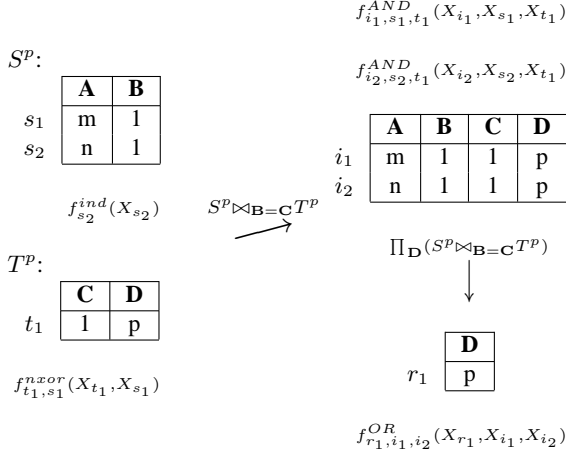 S^p:
A B
s_1 m 1
s_2 n 1
f^{ind}_{s_2}(X_{s_2})
T^p:
C D
t_1 1 p
f^{nxor}_{t_1,s_1}(X_{t_1},X_{s_1})
S^p⋈_{B=C}T^p
f^{AND}_{i_1,s_1,t_1}(X_{i_1},X_{s_1},X_{t_1})
f^{AND}_{i_2,s_2,t_1}(X_{i_2},X_{s_2},X_{t_1})
A B C D
i_1 m 1 1 p
i_2 n 1 1 p
∏_D(S^p⋈_{B=C}T^p)
D
r_1 p
f^{OR}_{r_1,i_1,i_2}(X_{r_1},X_{i_1},X_{i_2})